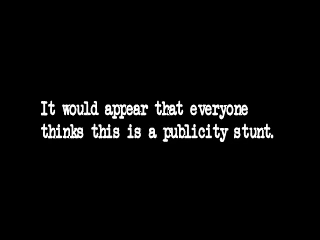 It would appear that everyone
thinks this is a publicity stunt.